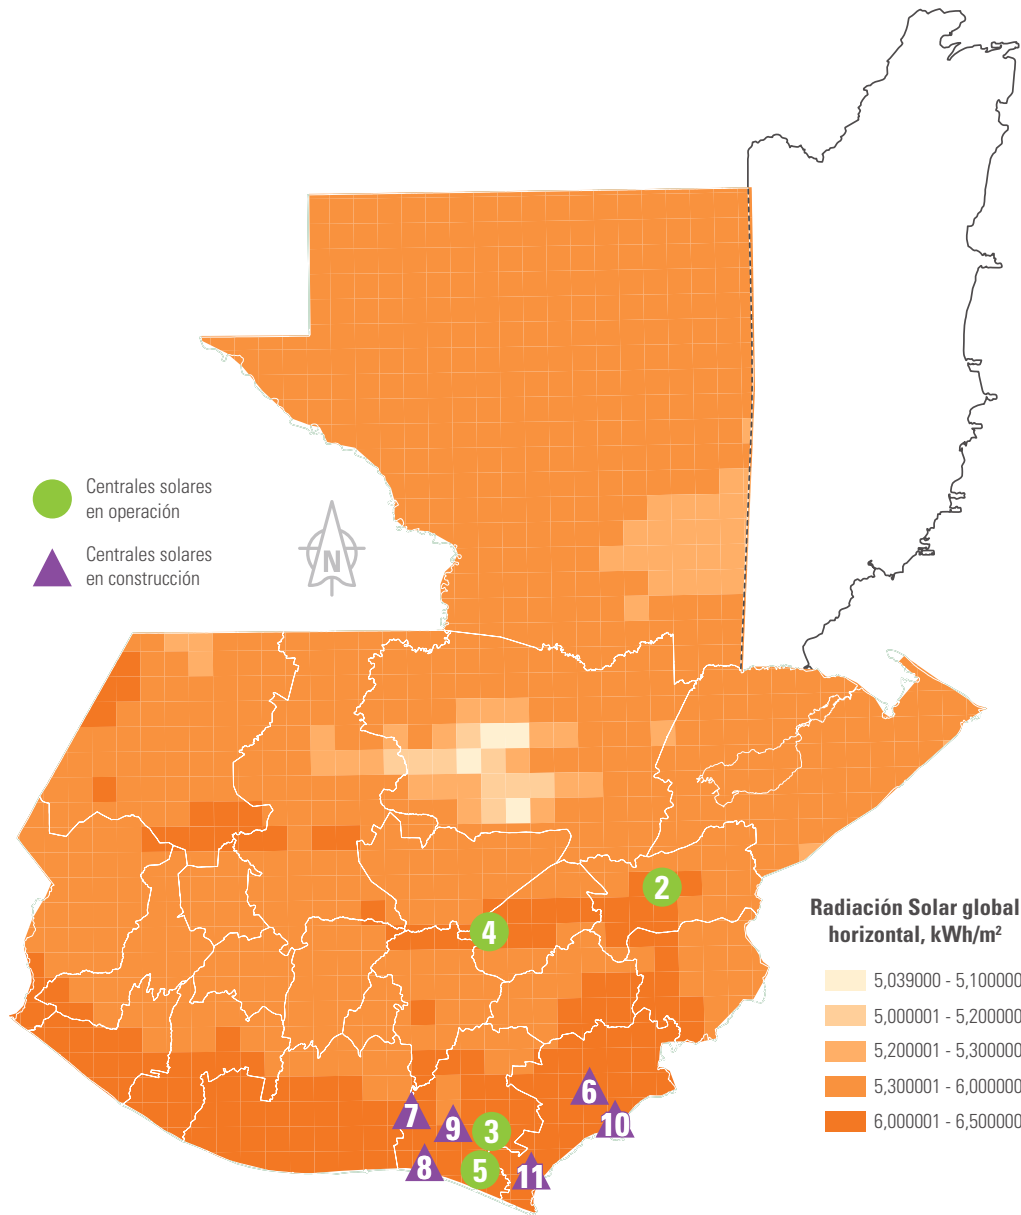 Centrales solares
en operación
N
Centrales solares
en construcción
2
4
Radiación Solar global
horizontal, kWh/m²
5,039000 - 5,100000
5,000001 - 5,200000
5,200001 - 5,300000
5,300001 - 6,000000
6,000001 - 6,500000
6
7
10
9
3
8
5
11